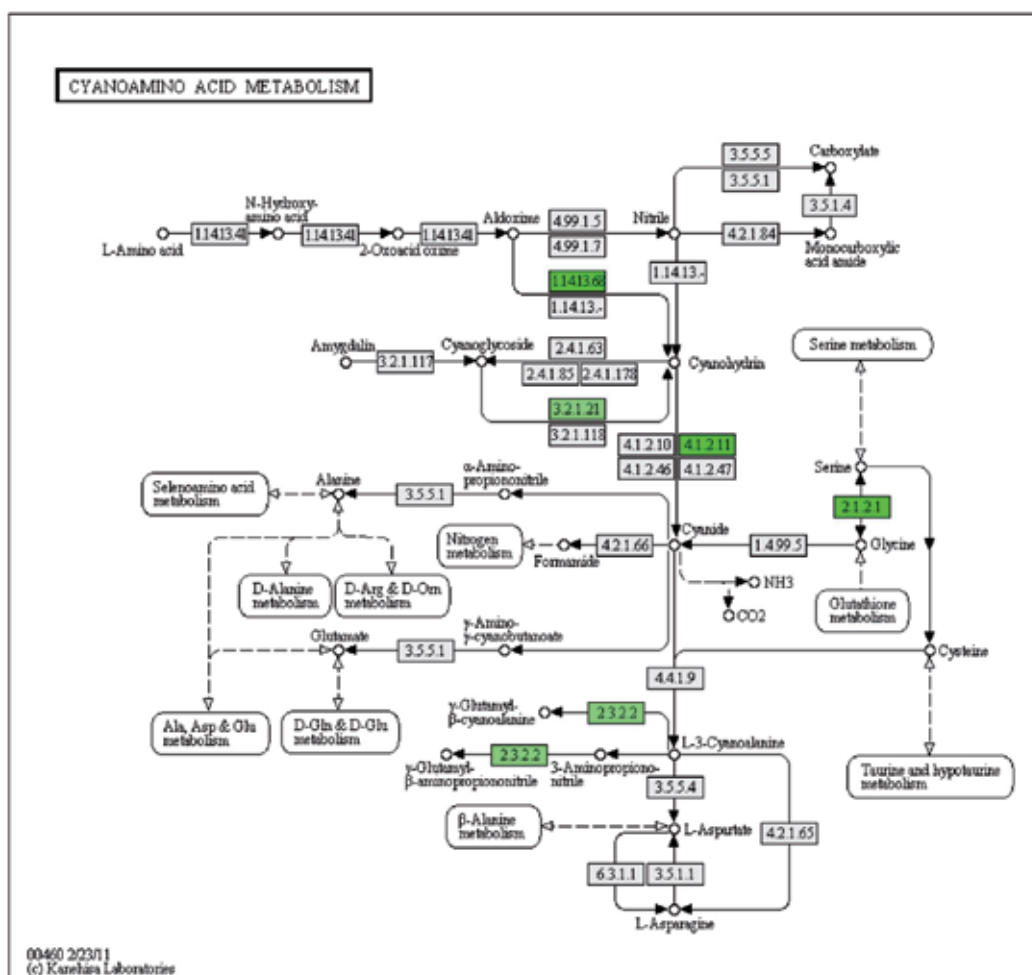 CYANOAMINO ACID METABOLISM
3.5.5.5
3.5.5.1
Carboxylate
3.5.1.4
N-Hydroxy-
amino acid
Aldoxime
4.99.1.5
Nitrile
L-Amino acid
1.14.13.41
1.14.13.41
2-Oxoacid oxime
1.14.13.41
4.99.1.7
4.2.1.84
Monocarboxylic
acid amide
1.14.13.68
1.14.13.-
1.14.13.-
Amygdalin
3.2.1.117
Cyanoglycoside
2.4.1.63
2.4.1.85
2.4.1.178
Cyanohydrin
Serine metabolism
3.2.1.21
3.2.1.118
4.1.2.10
4.1.2.11
4.1.2.46
4.1.2.47
Selenoamino acid
metabolism
Alanine
3.5.5.1
α-Amino-
propiononitrile
Serine
2.1.2.1
Nitrogen
metabolism
Formamide
4.2.1.66
Cyanide
1.4.99.5
Glycine
D-Alanine
metabolism
D-Arg & D-Orn
metabolism
NH3
CO2
Glutathione
metabolism
Glutamate
3.5.5.1
γ-Amino-
γ-cyanobutanoate
Cysteine
4.4.1.9
Ala, Asp & Glu
metabolism
D-Gln & D-Glu
metabolism
γ-Glutamyl-
β-cyanoalanine
2.3.2.2
L-3-Cyanoalanine
γ-Glutamyl-
β-aminopropiononitrile
2.3.2.2
3-Aminopropiono-
nitrile
3.5.5.4
Taurine and hypotaurine
metabolism
β-Alanine
metabolism
L-Aspartate
4.2.1.65
6.3.1.1
3.5.1.1
L-Asparagine
00460 2/23/11
(c) Kanehisa Laboratories